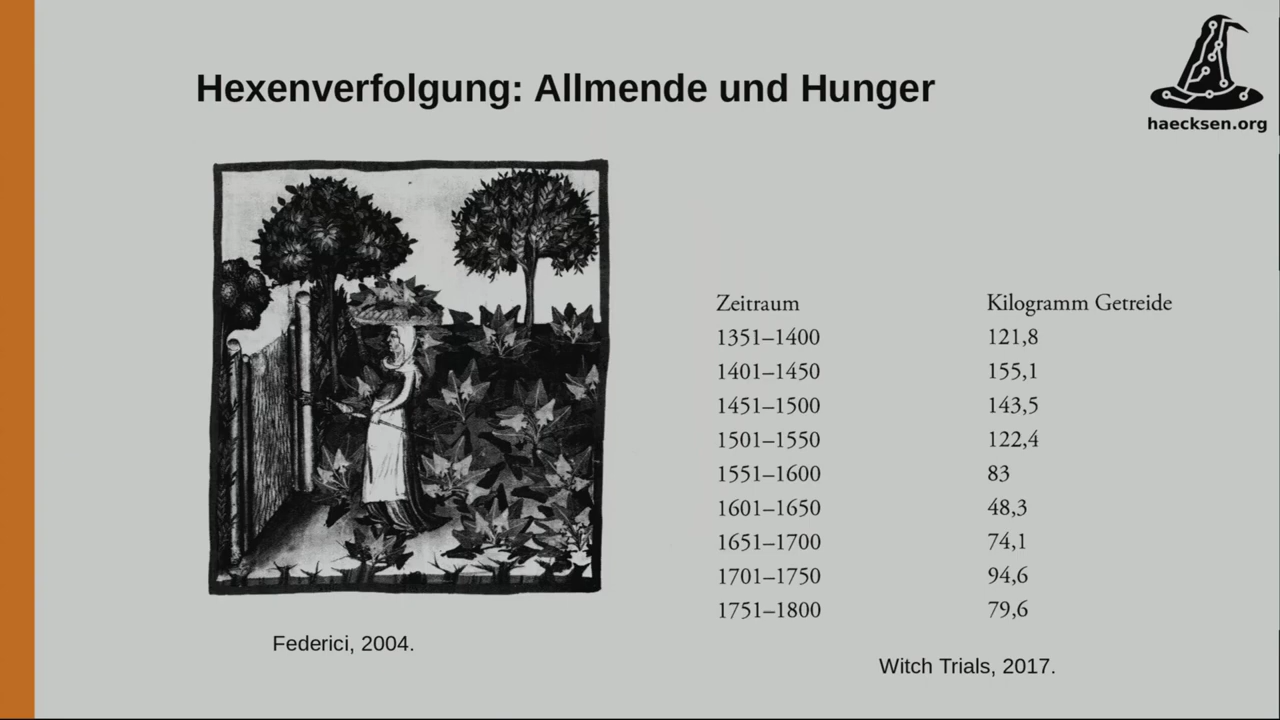 Hexenverfolgung: Allmende und Hunger
haecksen.org
Zeitraum Kilogramm Getreide
1351–1400 121,8
1401–1450 155,1
1451–1500 143,5
1501–1550 122,4
1551–1600 83
1601–1650 48,3
1651–1700 74,1
1701–1750 94,6
1751–1800 79,6
Federici, 2004.
Witch Trials, 2017.